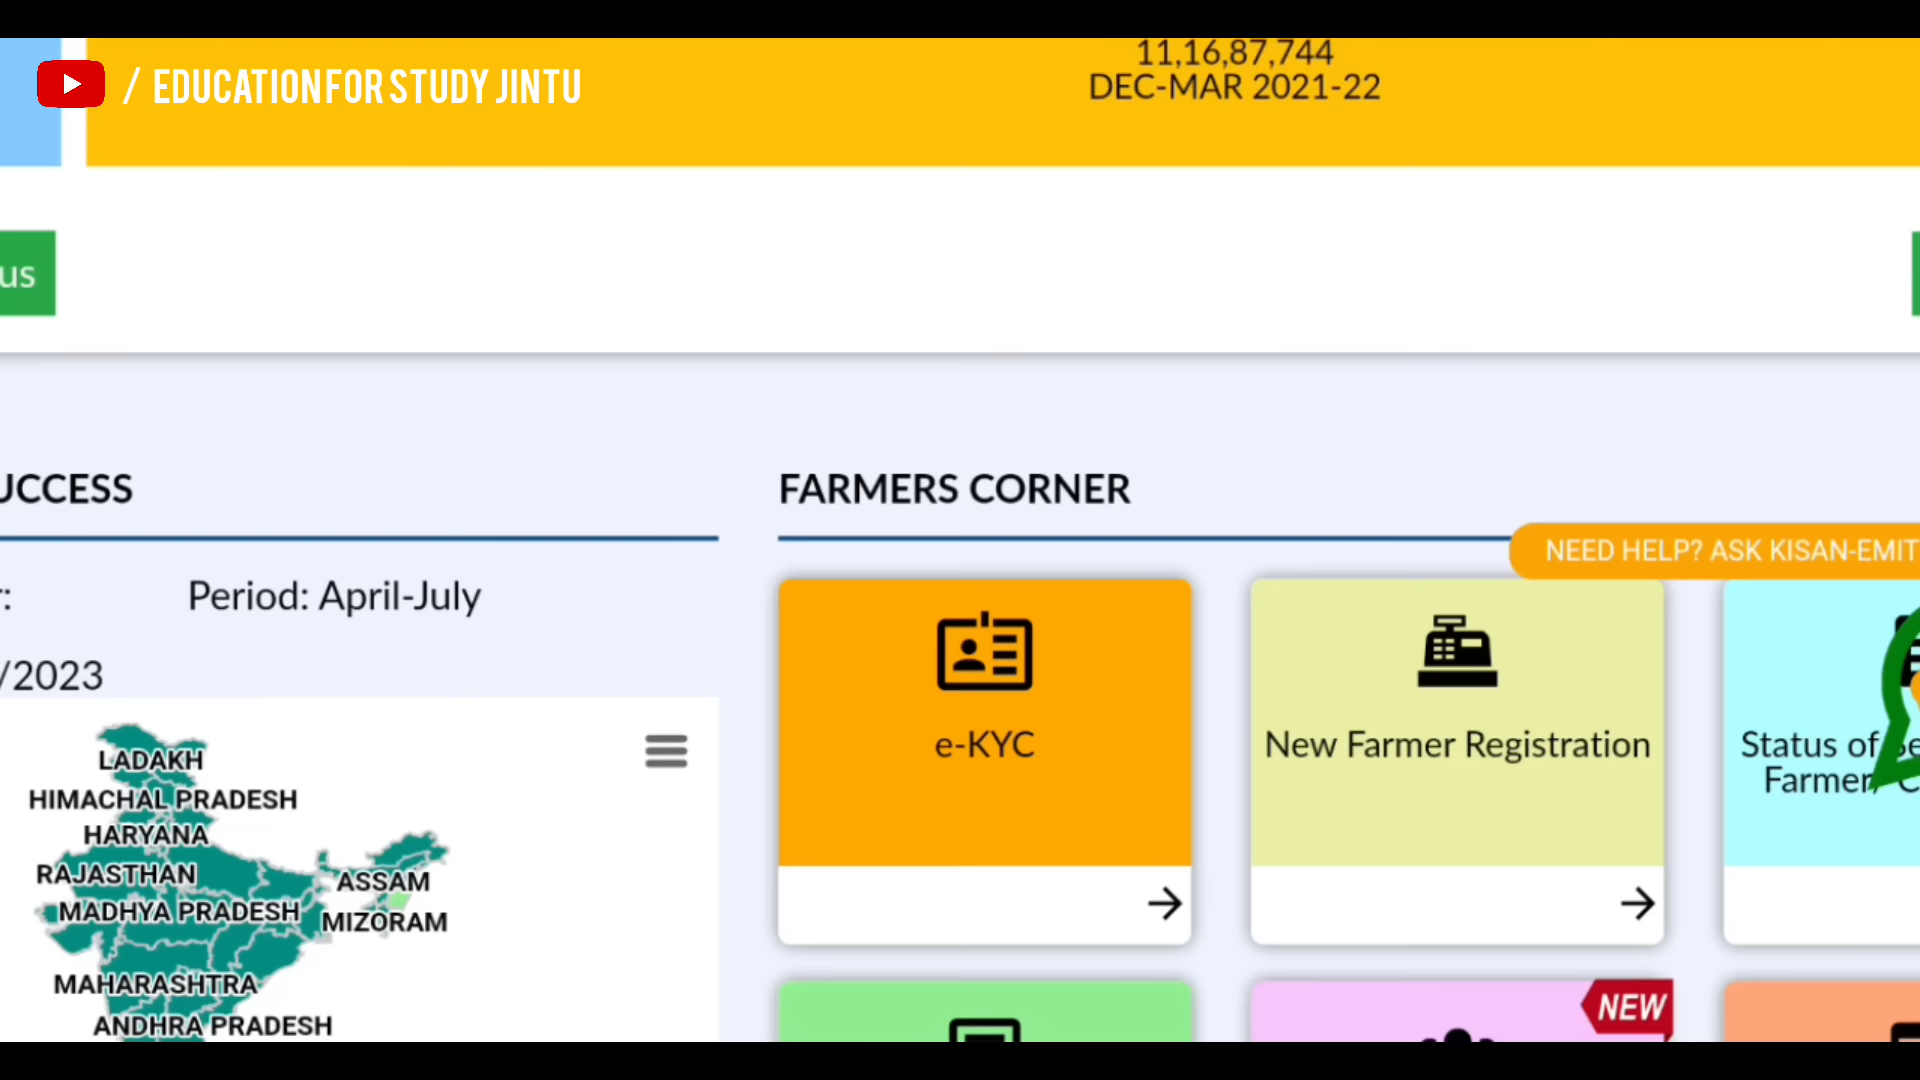 11,16,87,744
DEC-MAR 2021-22
/ EDUCATION FOR STUDY JINTU
us
UCCESS
FARMERS CORNER
NEED HELP? ASK KISAN-EMIT
Period: April-July
/2023
e-KYC
New Farmer Registration
Status of Se
Farmer/ C
LADAKH
HIMACHAL PRADESH
HARYANA
RAJASTHAN
ASSAM
MADHYA PRADESH
MIZORAM
MAHARASHTRA
ANDHRA PRADESH
NEW